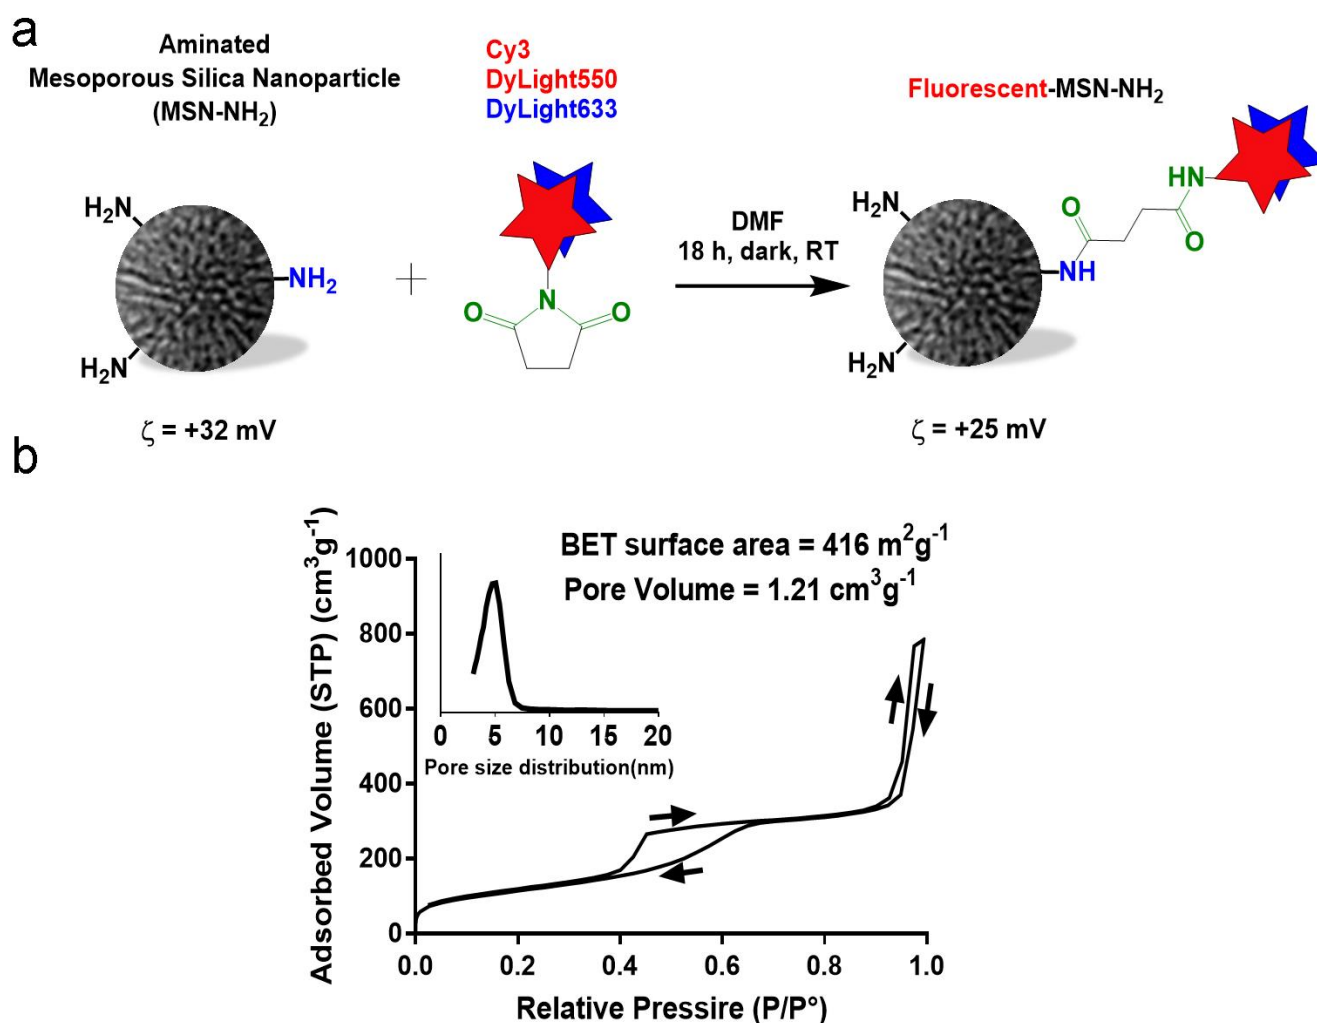 a
Aminated
Mesoporous Silica Nanoparticle
(MSN-NH₂)
Cy3
DyLight550
DyLight633
Fluorescent-MSN-NH₂
H₂N
NH₂
H₂N
+
N
O
O
DMF
18 h, dark, RT
H₂N
H₂N
NH
O
O
HN
ζ = +32 mV
ζ = +25 mV
b
BET surface area = 416 m²g⁻¹
Pore Volume = 1.21 cm³g⁻¹
Adsorbed Volume (STP) (cm³g⁻¹)
1000
800
600
400
200
0
0 5 10 15 20
Pore size distribution(nm)
0.0 0.2 0.4 0.6 0.8 1.0
Relative Pressire (P/P°)